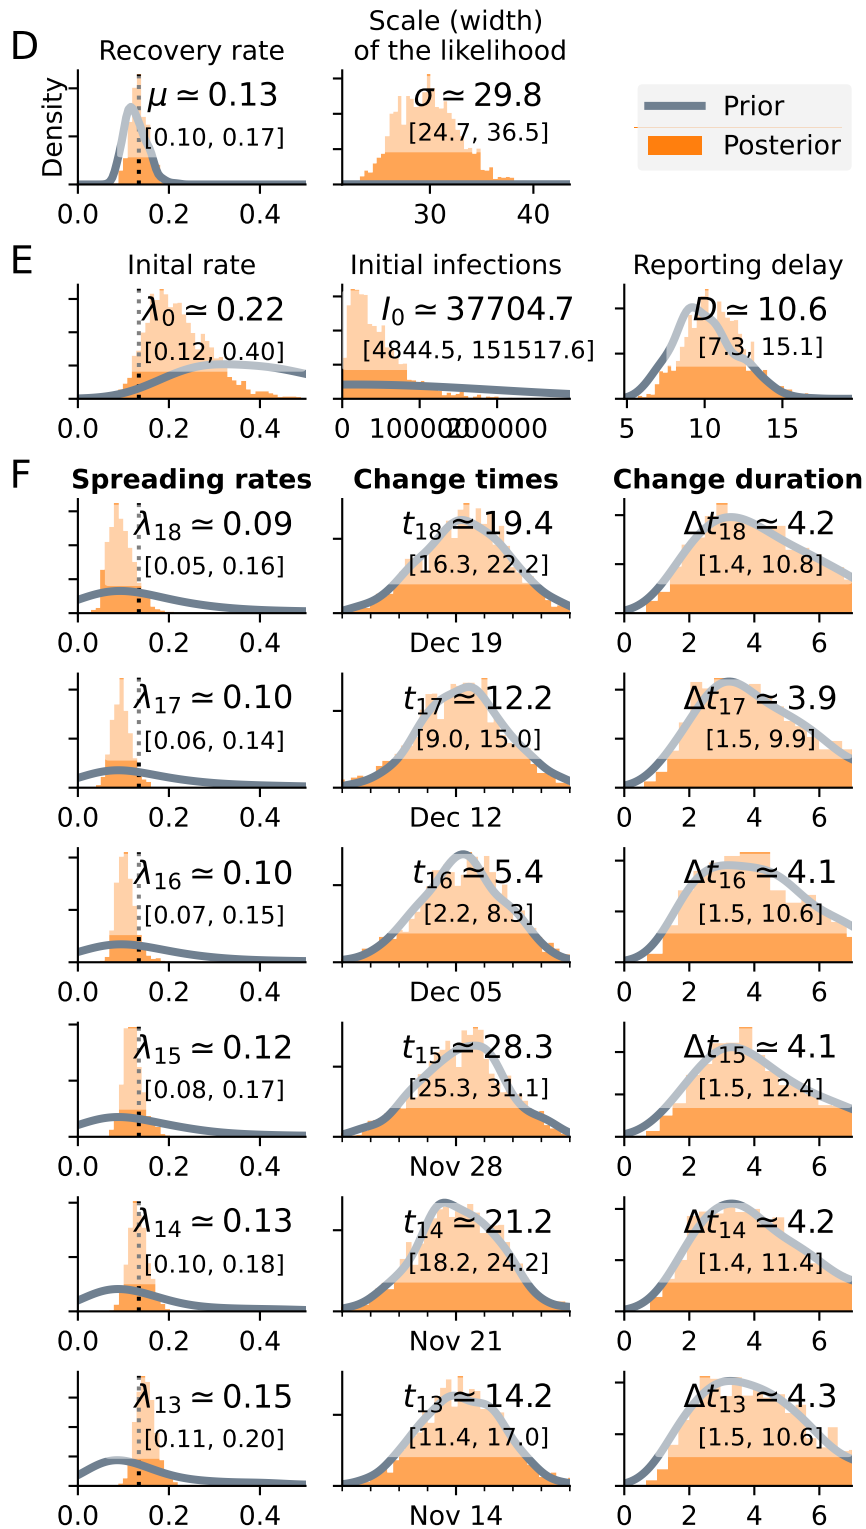 D
Recovery rate
Scale (width)
of the likelihood
Density
μ ≃ 0.13
[0.10, 0.17]
0.0 0.2 0.4
σ ≃ 29.8
[24.7, 36.5]
30 40
Prior
Posterior
E
Inital rate
λ0 ≃ 0.22
[0.12, 0.40]
0.0 0.2 0.4
Initial infections
I0 ≃ 37704.7
[4844.5, 151517.6]
0 100000 200000
Reporting delay
D ≃ 10.6
[7.3, 15.1]
5 10 15
F
Spreading rates Change times Change duration
λ18 ≃ 0.09
[0.05, 0.16]
0.0 0.2 0.4
t18 ≃ 19.4
[16.3, 22.2]
Dec 19
Δt18 ≃ 4.2
[1.4, 10.8]
0 2 4 6
λ17 ≃ 0.10
[0.06, 0.14]
0.0 0.2 0.4
t17 ≃ 12.2
[9.0, 15.0]
Dec 12
Δt17 ≃ 3.9
[1.5, 9.9]
0 2 4 6
λ16 ≃ 0.10
[0.07, 0.15]
0.0 0.2 0.4
t16 ≃ 5.4
[2.2, 8.3]
Dec 05
Δt16 ≃ 4.1
[1.5, 10.6]
0 2 4 6
λ15 ≃ 0.12
[0.08, 0.17]
0.0 0.2 0.4
t15 ≃ 28.3
[25.3, 31.1]
Nov 28
Δt15 ≃ 4.1
[1.5, 12.4]
0 2 4 6
λ14 ≃ 0.13
[0.10, 0.18]
0.0 0.2 0.4
t14 ≃ 21.2
[18.2, 24.2]
Nov 21
Δt14 ≃ 4.2
[1.4, 11.4]
0 2 4 6
λ13 ≃ 0.15
[0.11, 0.20]
0.0 0.2 0.4
t13 ≃ 14.2
[11.4, 17.0]
Nov 14
Δt13 ≃ 4.3
[1.5, 10.6]
0 2 4 6